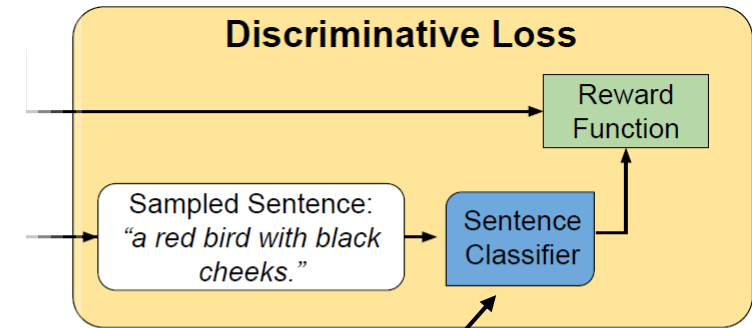 Discriminative Loss
Reward
Function
Sampled Sentence:
“a red bird with black
cheeks.”
Sentence
Classifier